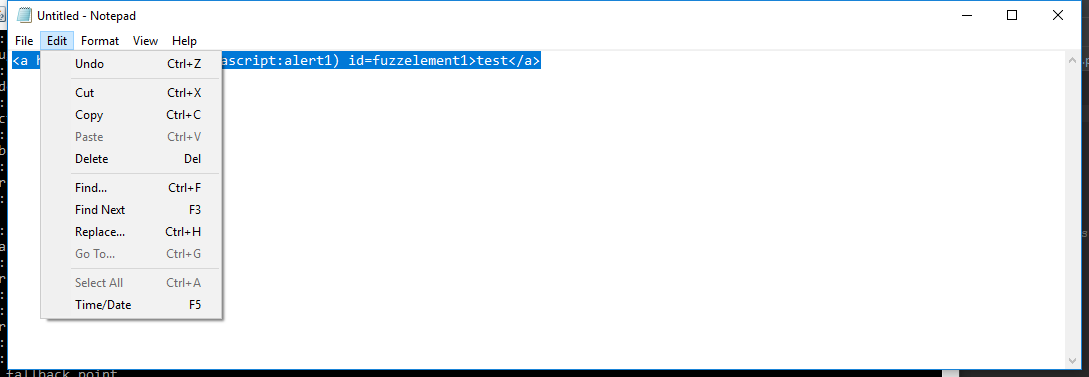 Untitled - Notepad
File Edit Format View Help
<a ascript:alert1) id=fuzzelement1>test</a>
Undo Ctrl+Z
Cut Ctrl+X
Copy Ctrl+C
Paste Ctrl+V
Delete Del
Find... Ctrl+F
Find Next F3
Replace... Ctrl+H
Go To... Ctrl+G
Select All Ctrl+A
Time/Date F5
fallback point